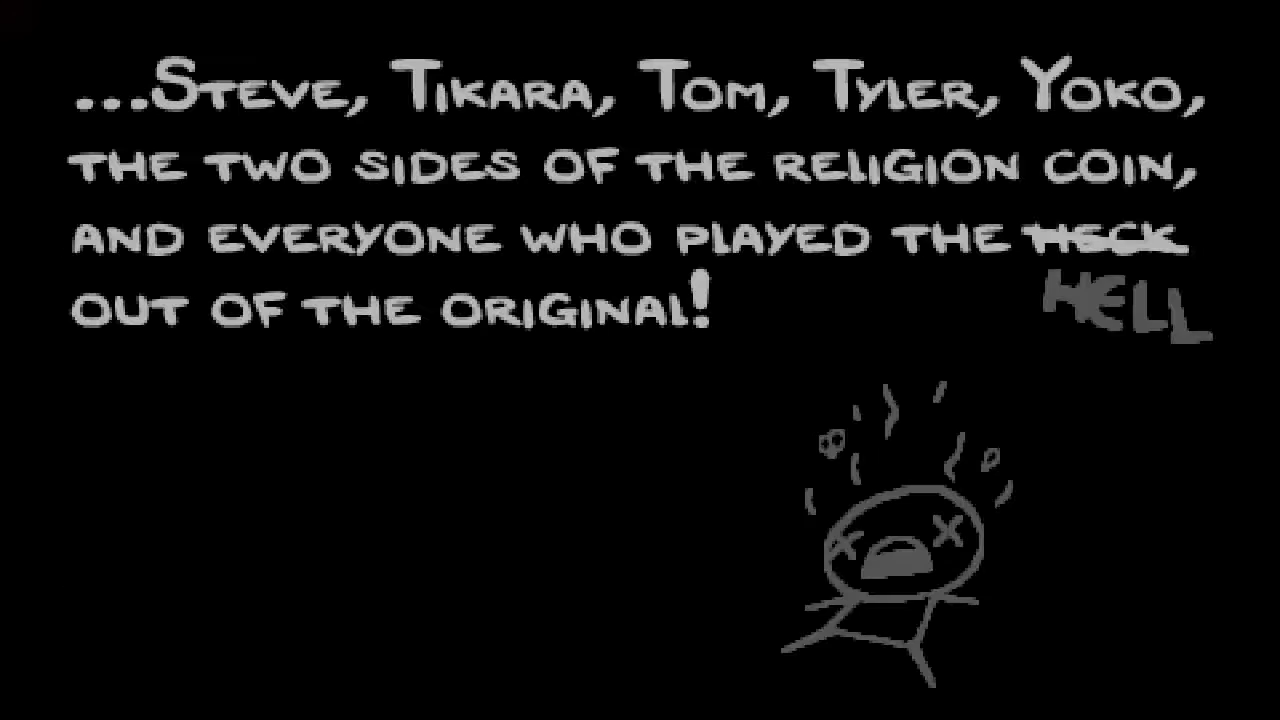 ...Steve, Tikara, Tom, Tyler, Yoko,
the two sides of the religion coin,
and everyone who played the heck
out of the original!
HELL